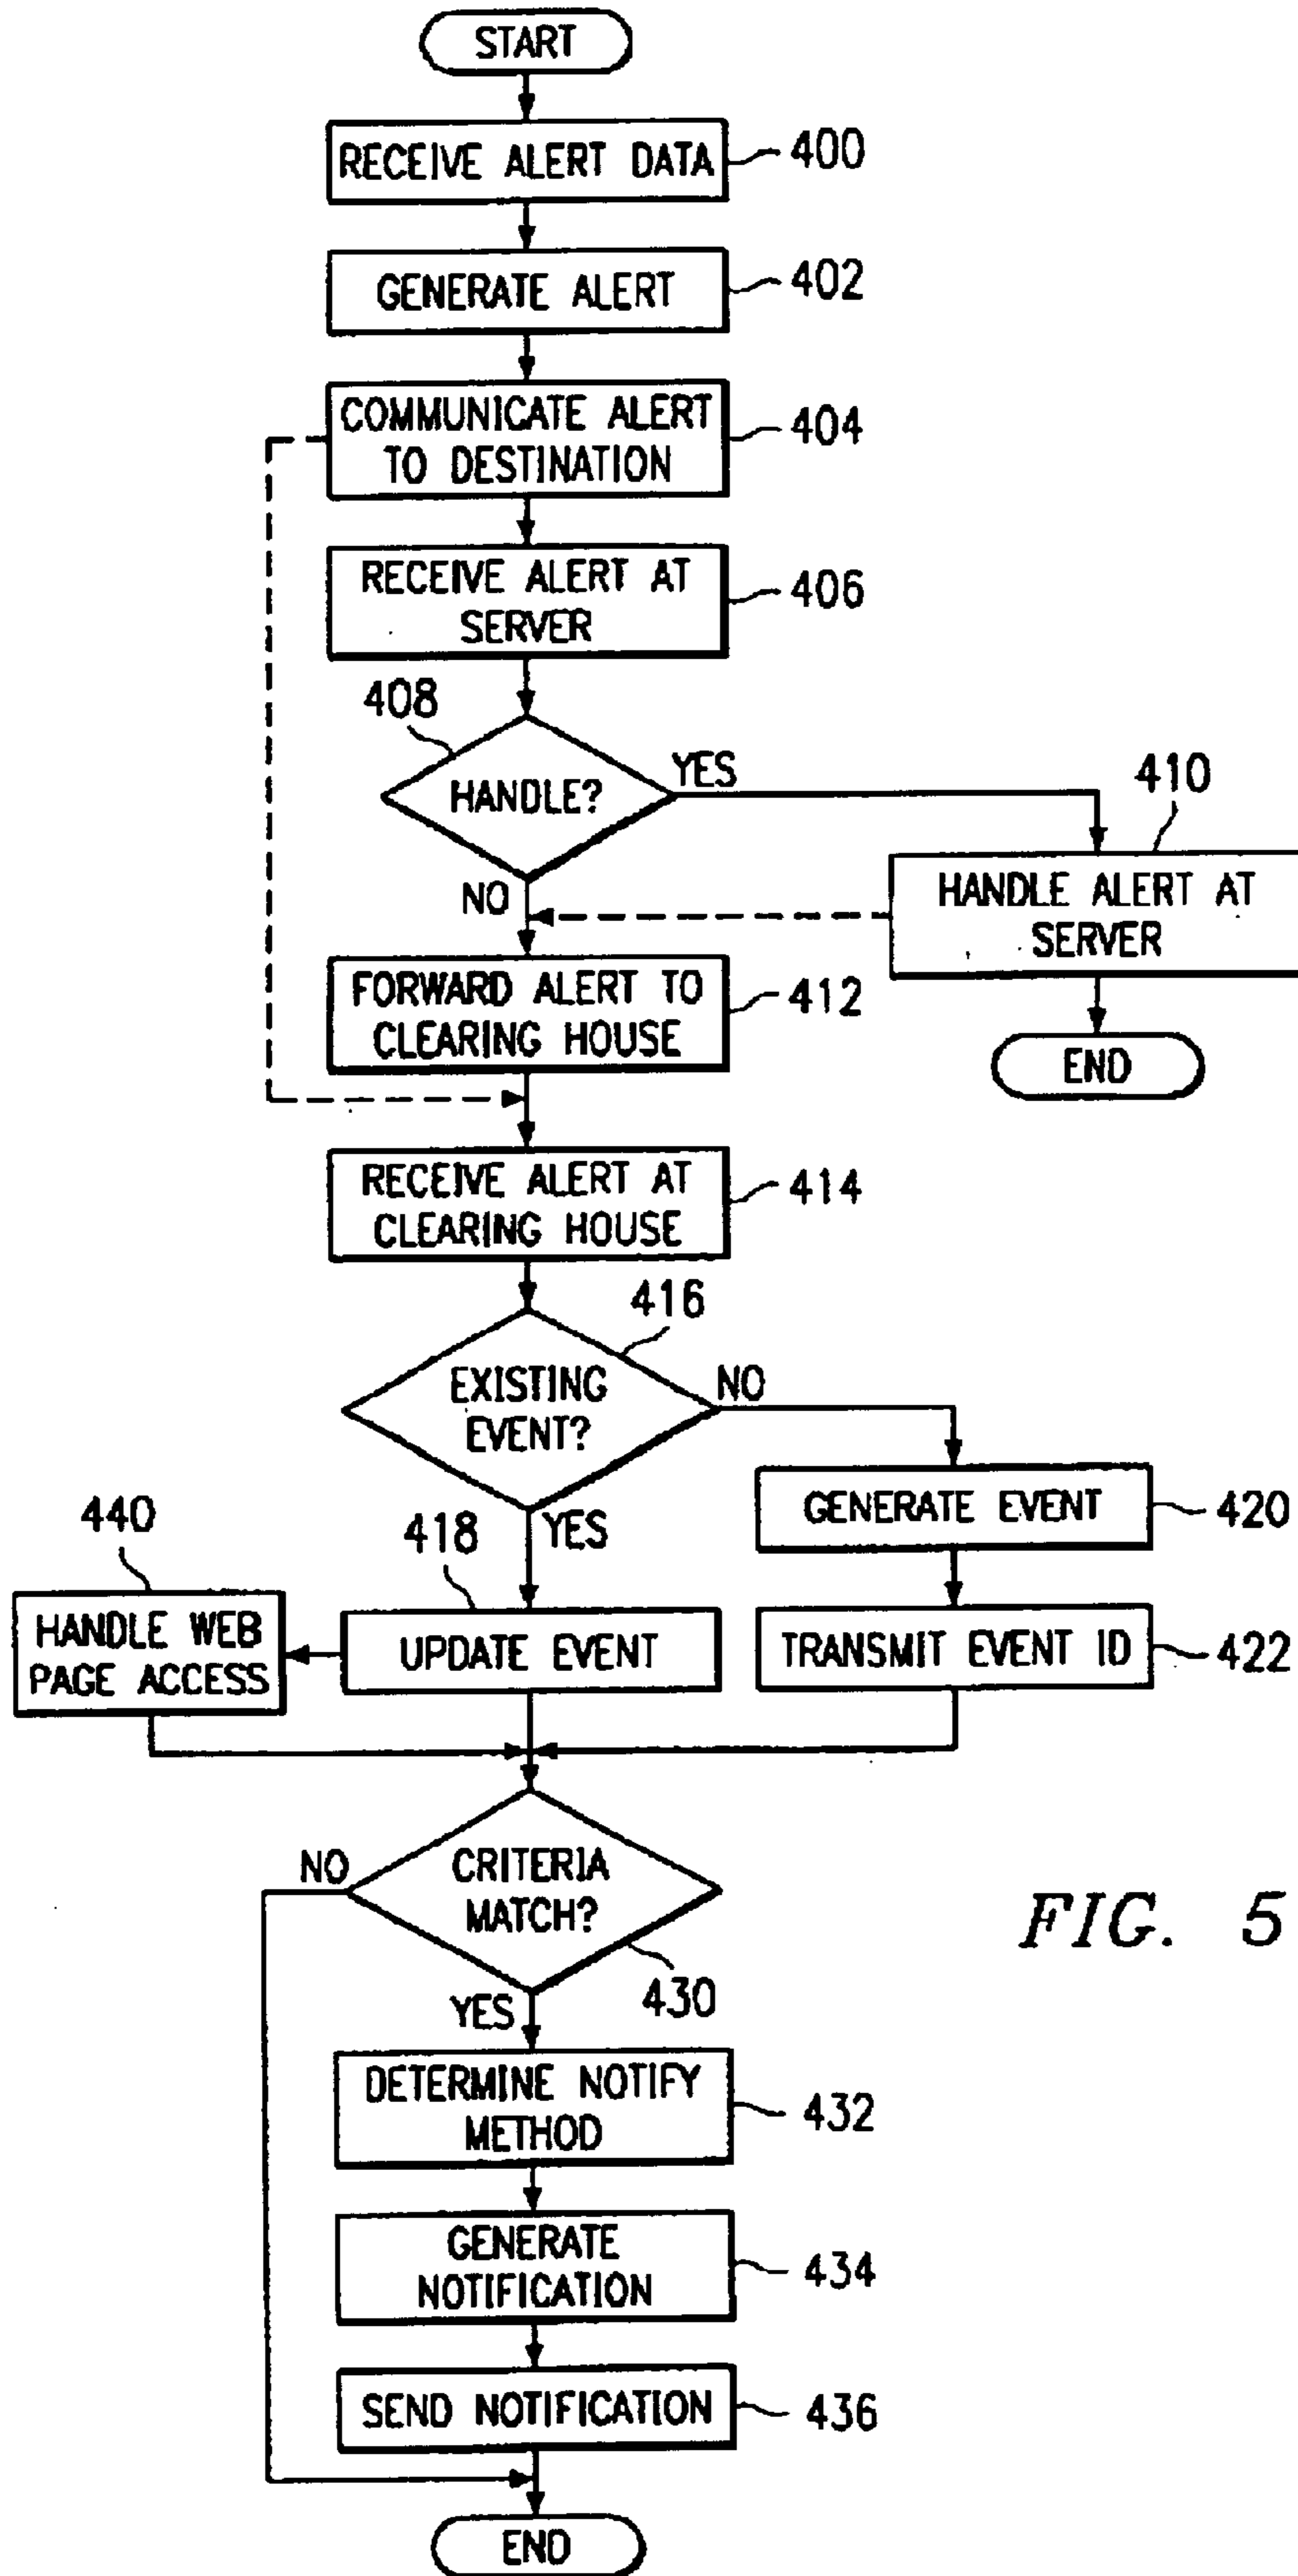 START
RECEIVE ALERT DATA
400
GENERATE ALERT
402
COMMUNICATE ALERT
TO DESTINATION
404
RECEIVE ALERT AT
SERVER
406
408
HANDLE?
YES
NO
410
HANDLE ALERT AT
SERVER
END
FORWARD ALERT TO
CLEARING HOUSE
412
RECEIVE ALERT AT
CLEARING HOUSE
414
416
EXISTING
EVENT?
NO
YES
GENERATE EVENT
420
TRANSMIT EVENT ID
422
418
UPDATE EVENT
440
HANDLE WEB
PAGE ACCESS
CRITERIA
MATCH?
NO
YES
430
FIG. 5
DETERMINE NOTIFY
METHOD
432
GENERATE
NOTIFICATION
434
SEND NOTIFICATION
436
END